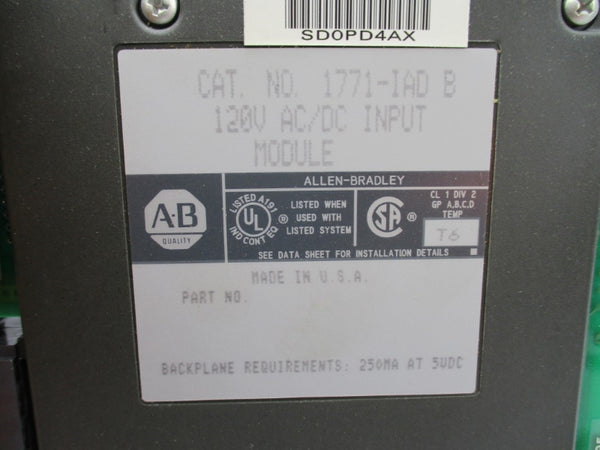 SD0PD4AX
CAT. NO. 1771-IAD B
120V AC/DC INPUT
MODULE
ALLEN-BRADLEY
A-B
QUALITY
LISTED A191
UL
IND CONT EQ
®
LISTED WHEN
USED WITH
LISTED SYSTEM
SA
®
CL 1 DIV 2
GP A,B,C,D
TEMP
SEE DATA SHEET FOR INSTALLATION DETAILS
MADE IN U.S.A.
PART NO.
BACKPLANE REQUIREMENTS: 250MA AT 5VDC